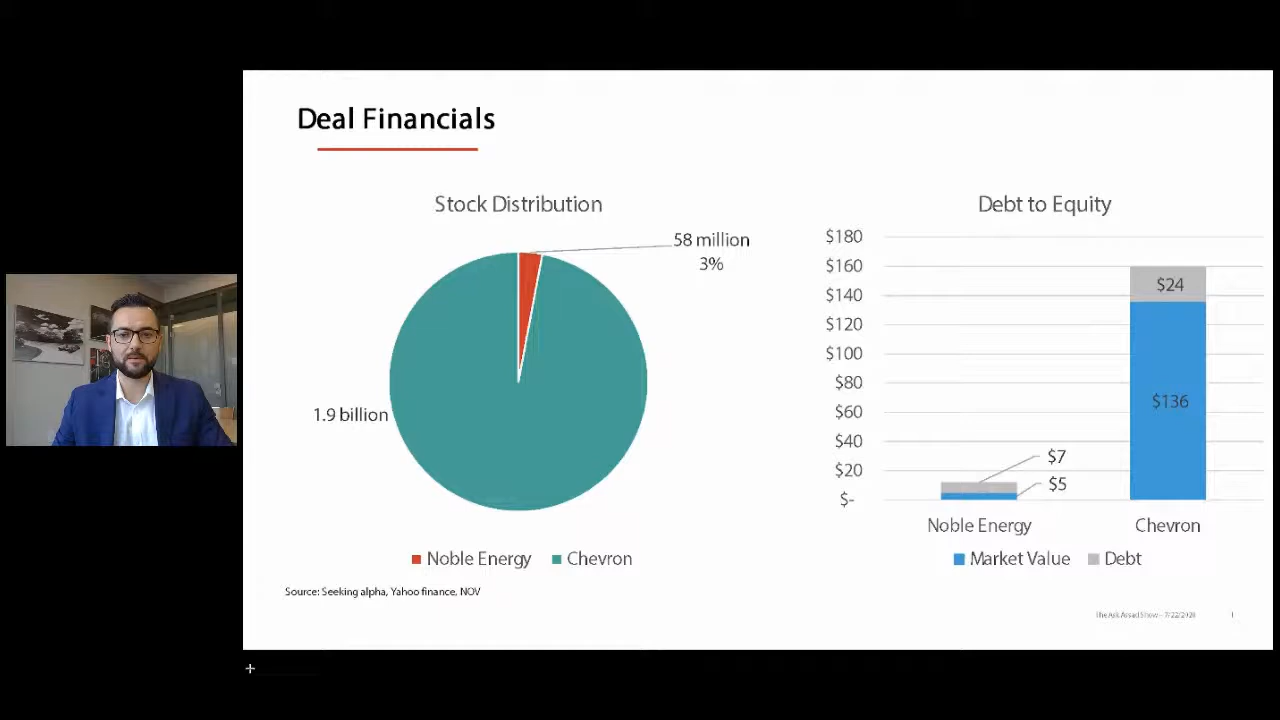 Deal Financials
Stock Distribution
58 million
3%
1.9 billion
Noble Energy
Chevron
Debt to Equity
$180
$160
$140
$120
$100
$80
$60
$40
$20
$-
$24
$136
$7
$5
Noble Energy
Chevron
Market Value
Debt
Source: Seeking alpha, Yahoo finance, NOV
1